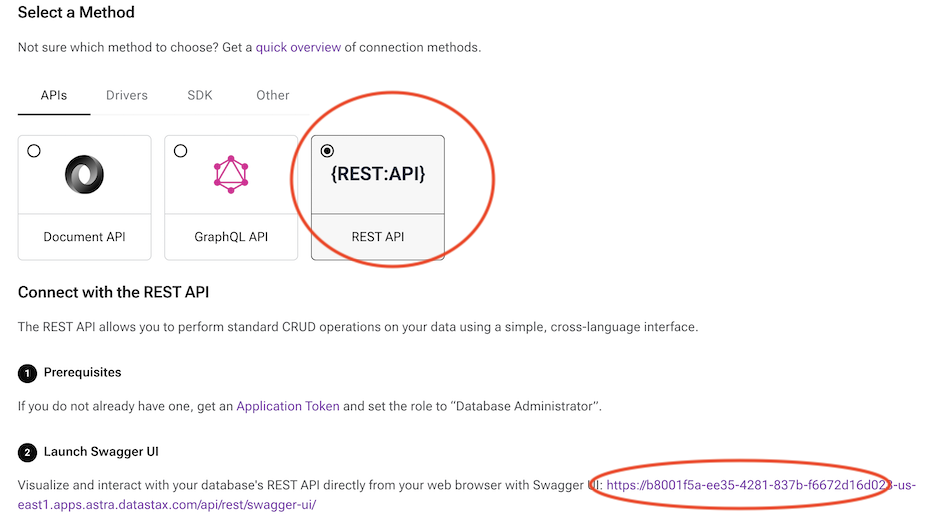 Select a Method
Not sure which method to choose? Get a quick overview of connection methods.
APIs Drivers SDK Other
{REST:API}
Document API GraphQL API REST API
Connect with the REST API
The REST API allows you to perform standard CRUD operations on your data using a simple, cross-language interface.
1 Prerequisites
If you do not already have one, get an Application Token and set the role to “Database Administrator”.
2 Launch Swagger UI
Visualize and interact with your database's REST API directly from your web browser with Swagger UI: https://b8001f5a-ee35-4281-837b-f6672d16d023-us-
east1.apps.astra.datastax.com/api/rest/swagger-ui/